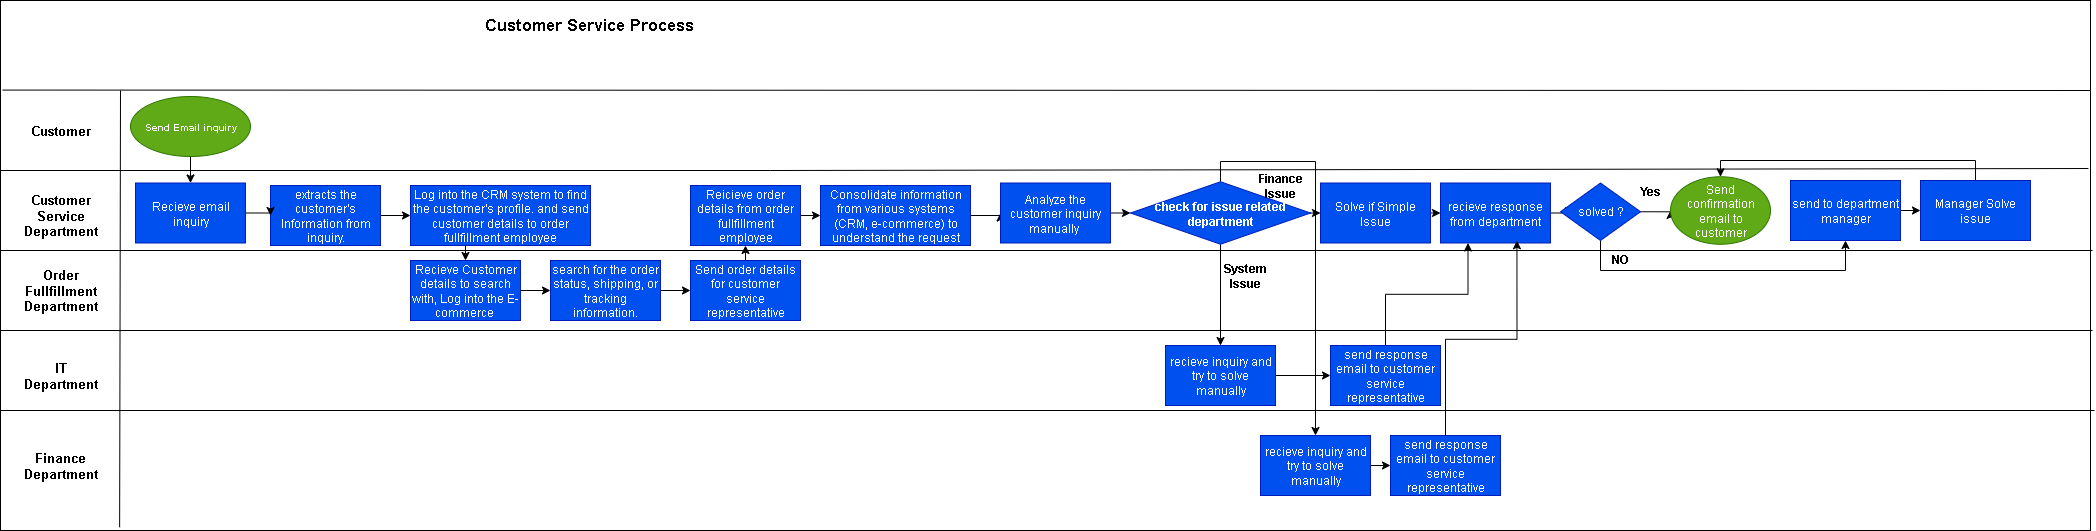 Customer Service Process
Customer
Send Email inquiry
Customer
Service
Department
Recieve email
inquiry
extracts the
customer's
Information from
inquiry.
Log into the CRM system to find
the customer's profile. and send
customer details to order
fullfillment employee
Reicieve order
details from order
fullfillment
employee
Consolidate information
from various systems
(CRM, e-commerce) to
understand the request
Analyze the
customer inquiry
manually
check for issue related
department
Finance
Issue
Solve if Simple
Issue
recieve response
from department
solved ?
Yes
Send
confirmation
email to
customer
send to department
manager
Manager Solve
issue
NO
System
Issue
Order
Fullfillment
Department
Recieve Customer
details to search
with, Log into the E-
commerce
search for the order
status, shipping, or
tracking
information.
Send order details
for customer
service
representative
IT
Department
recieve inquiry and
try to solve
manually
send response
email to customer
service
representative
Finance
Department
recieve inquiry and
try to solve
manually
send response
email to customer
service
representative